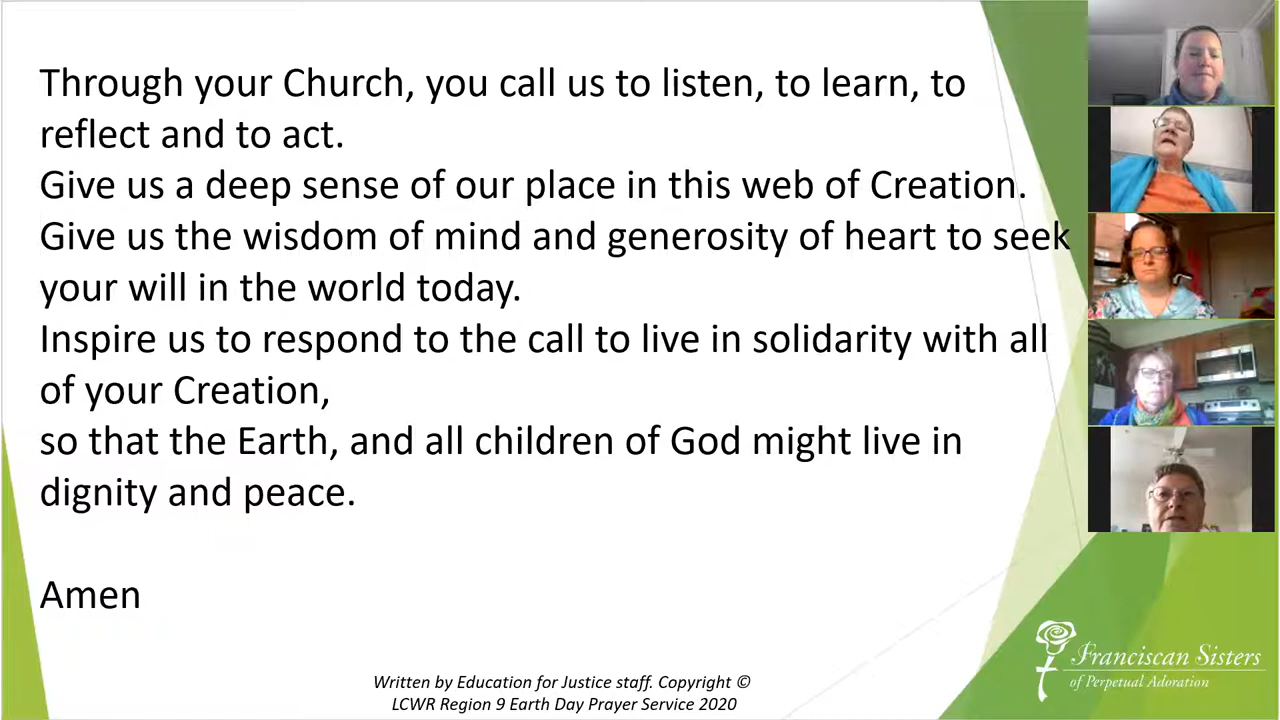 Through your Church, you call us to listen, to learn, to
reflect and to act.
Give us a deep sense of our place in this web of Creation.
Give us the wisdom of mind and generosity of heart to seek
your will in the world today.
Inspire us to respond to the call to live in solidarity with all
of your Creation,
so that the Earth, and all children of God might live in
dignity and peace.
Amen
Written by Education for Justice staff. Copyright ©
LCWR Region 9 Earth Day Prayer Service 2020
Franciscan Sisters
of Perpetual Adoration